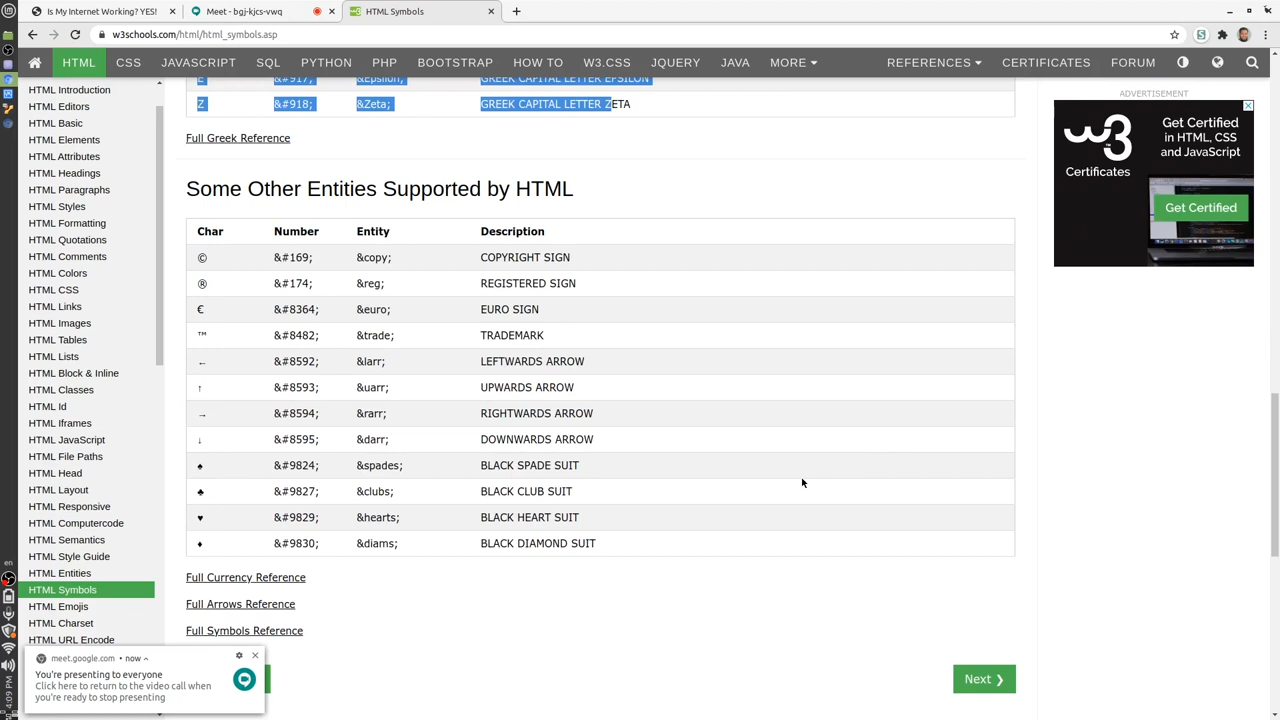 Is My Internet Working? YES!
Meet - bgj-kjcs-vwq
HTML Symbols
w3schools.com/html/html_symbols.asp
HTML CSS JAVASCRIPT SQL PYTHON PHP BOOTSTRAP HOW TO W3.CSS JQUERY JAVA MORE REFERENCES CERTIFICATES FORUM
HTML Introduction
HTML Editors
HTML Basic
HTML Elements
HTML Attributes
HTML Headings
HTML Paragraphs
HTML Styles
HTML Formatting
HTML Quotations
HTML Comments
HTML Colors
HTML CSS
HTML Links
HTML Images
HTML Tables
HTML Lists
HTML Block & Inline
HTML Classes
HTML Id
HTML Iframes
HTML JavaScript
HTML File Paths
HTML Head
HTML Layout
HTML Responsive
HTML Computercode
HTML Semantics
HTML Style Guide
HTML Entities
HTML Symbols
HTML Emojis
HTML Charset
HTML URL Encode
Ε &#917; &Epsilon; GREEK CAPITAL LETTER EPSILON
Ζ &#918; &Zeta; GREEK CAPITAL LETTER ZETA
Full Greek Reference
Some Other Entities Supported by HTML
Char Number Entity Description
© &#169; &copy; COPYRIGHT SIGN
® &#174; &reg; REGISTERED SIGN
€ &#8364; &euro; EURO SIGN
™ &#8482; &trade; TRADEMARK
← &#8592; &larr; LEFTWARDS ARROW
↑ &#8593; &uarr; UPWARDS ARROW
→ &#8594; &rarr; RIGHTWARDS ARROW
↓ &#8595; &darr; DOWNWARDS ARROW
♠ &#9824; &spades; BLACK SPADE SUIT
♣ &#9827; &clubs; BLACK CLUB SUIT
♥ &#9829; &hearts; BLACK HEART SUIT
♦ &#9830; &diams; BLACK DIAMOND SUIT
Full Currency Reference
Full Arrows Reference
Full Symbols Reference
Next ❯
ADVERTISEMENT
w3
Certificates
Get Certified
in HTML, CSS
and JavaScript
Get Certified
meet.google.com • now
You're presenting to everyone
Click here to return to the video call when
you're ready to stop presenting
en
4:09 PM